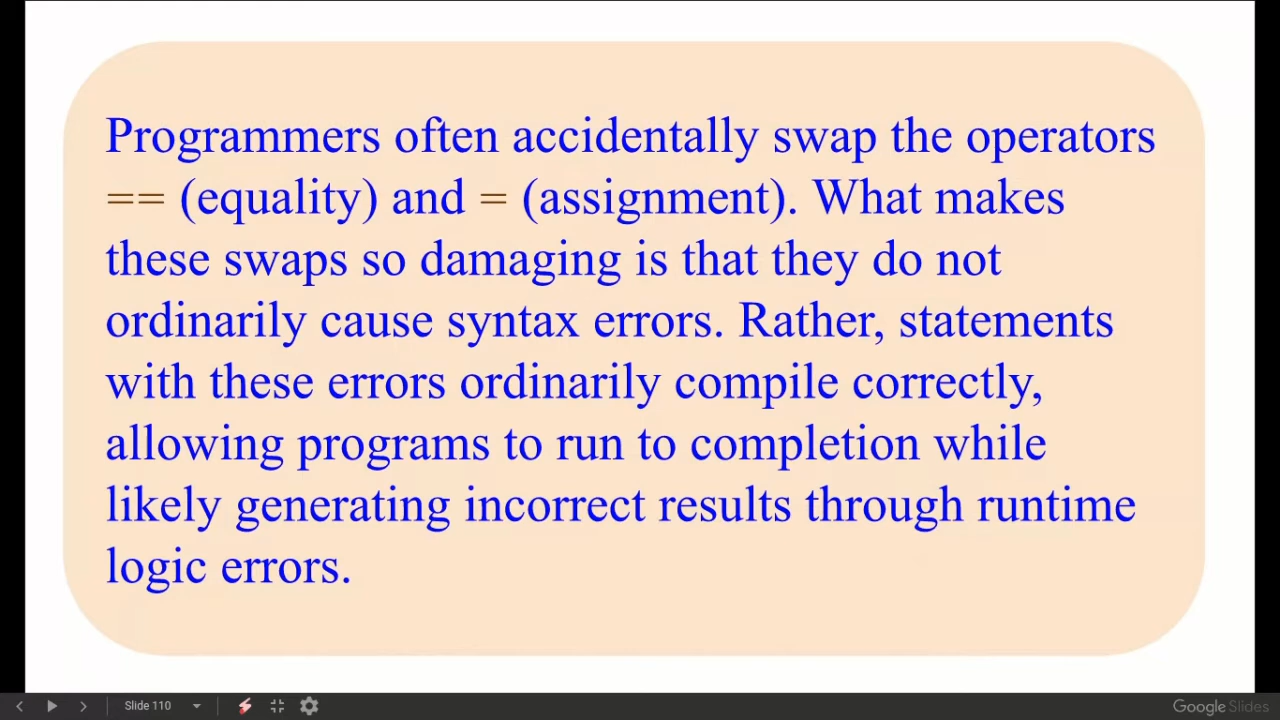 Programmers often accidentally swap the operators
== (equality) and = (assignment). What makes
these swaps so damaging is that they do not
ordinarily cause syntax errors. Rather, statements
with these errors ordinarily compile correctly,
allowing programs to run to completion while
likely generating incorrect results through runtime
logic errors.
Slide 110
Google Slides